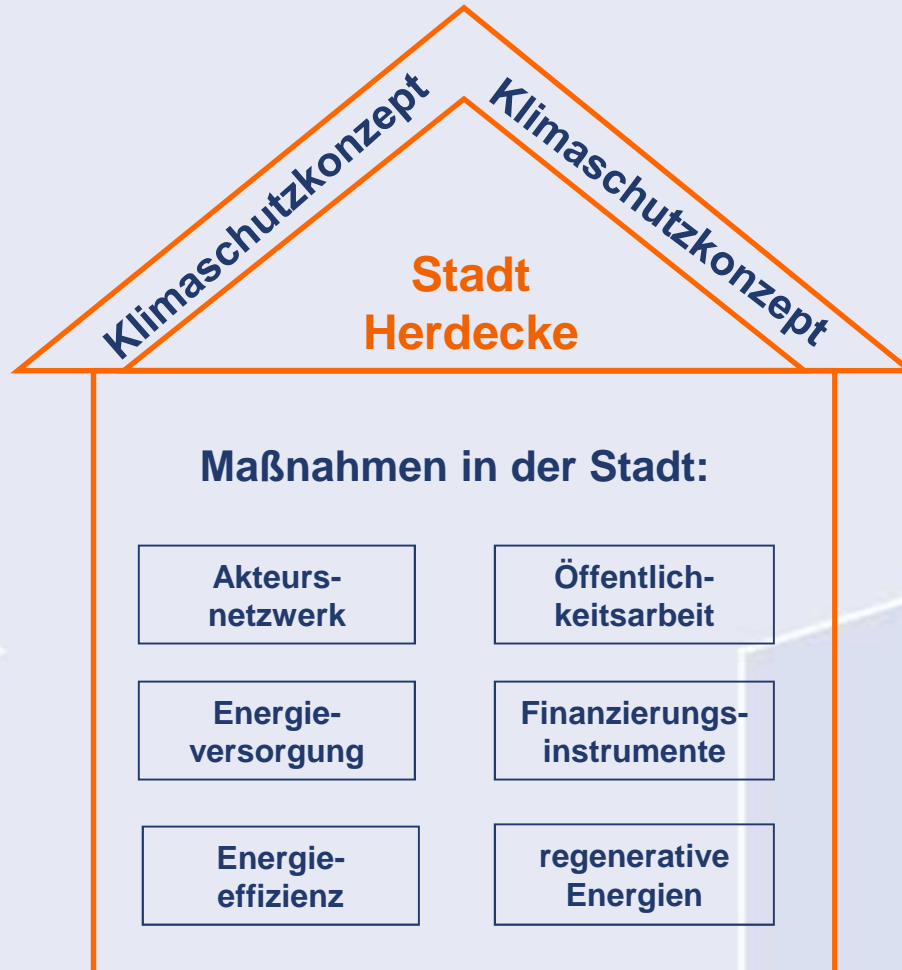 Klimaschutzkonzept
Klimaschutzkonzept
Stadt
Herdecke
Maßnahmen in der Stadt:
Akteurs-
netzwerk
Öffentlich-
keitsarbeit
Energie-
versorgung
Finanzierungs-
instrumente
Energie-
effizienz
regenerative
Energien